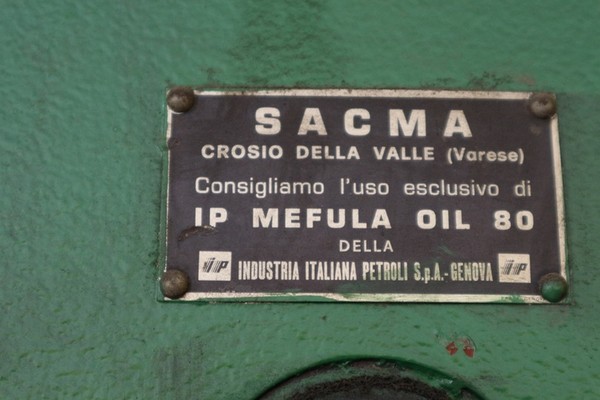 SACMA
CROSIO DELLA VALLE (Varese)
Consigliamo l'uso esclusivo di
IP MEFULA OIL 80
DELLA
ip INDUSTRIA ITALIANA PETROLI S.p.A.-GENOVA ip